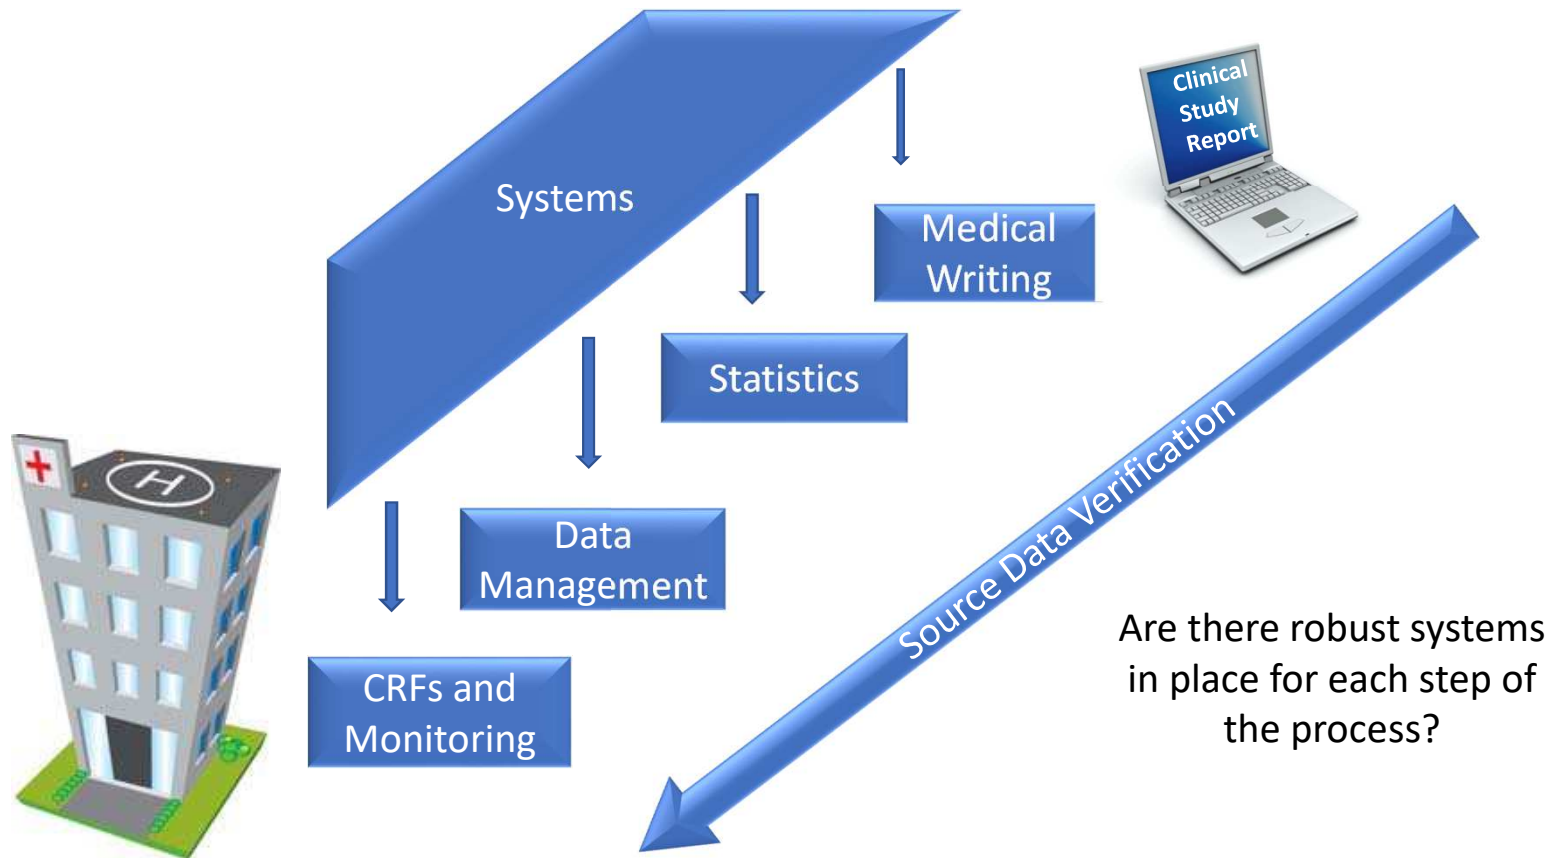 Clinical
Study
Report
Systems
Medical
Writing
Statistics
Data
Management
CRFs and
Monitoring
Source Data Verification
Are there robust systems
in place for each step of
the process?
H